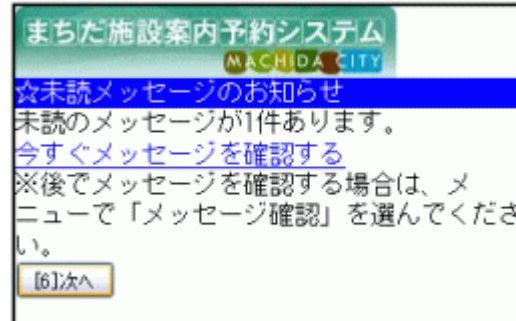 まちだ施設案内予約システム
MACHIDA CITY
☆未読メッセージのお知らせ
未読のメッセージが1件あります。
今すぐメッセージを確認する
※後でメッセージを確認する場合は、メ
ニューで「メッセージ確認」を選んでくださ
い。
[6]次へ